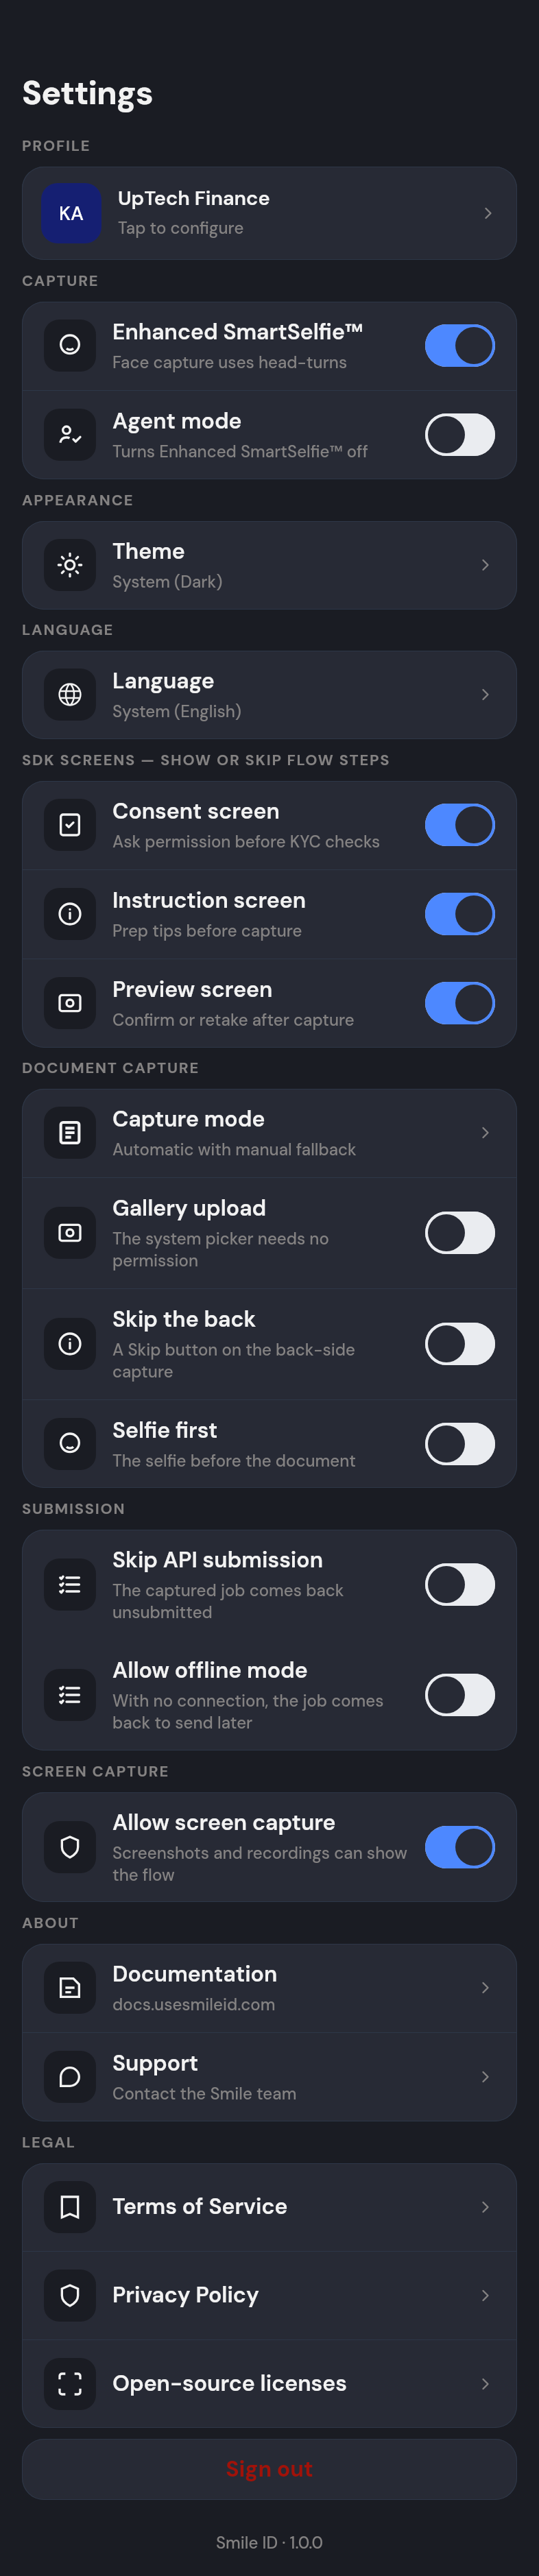 Settings
PROFILE
KA
UpTech Finance
Tap to configure
CAPTURE
Enhanced SmartSelfie™
Face capture uses head-turns
Agent mode
Turns Enhanced SmartSelfie™ off
APPEARANCE
Theme
System (Dark)
LANGUAGE
Language
System (English)
SDK SCREENS — SHOW OR SKIP FLOW STEPS
Consent screen
Ask permission before KYC checks
Instruction screen
Prep tips before capture
Preview screen
Confirm or retake after capture
DOCUMENT CAPTURE
Capture mode
Automatic with manual fallback
Gallery upload
The system picker needs no
permission
Skip the back
A Skip button on the back-side
capture
Selfie first
The selfie before the document
SUBMISSION
Skip API submission
The captured job comes back
unsubmitted
Allow offline mode
With no connection, the job comes
back to send later
SCREEN CAPTURE
Allow screen capture
Screenshots and recordings can show
the flow
ABOUT
Documentation
docs.usesmileid.com
Support
Contact the Smile team
LEGAL
Terms of Service
Privacy Policy
Open-source licenses
Sign out
Smile ID · 1.0.0